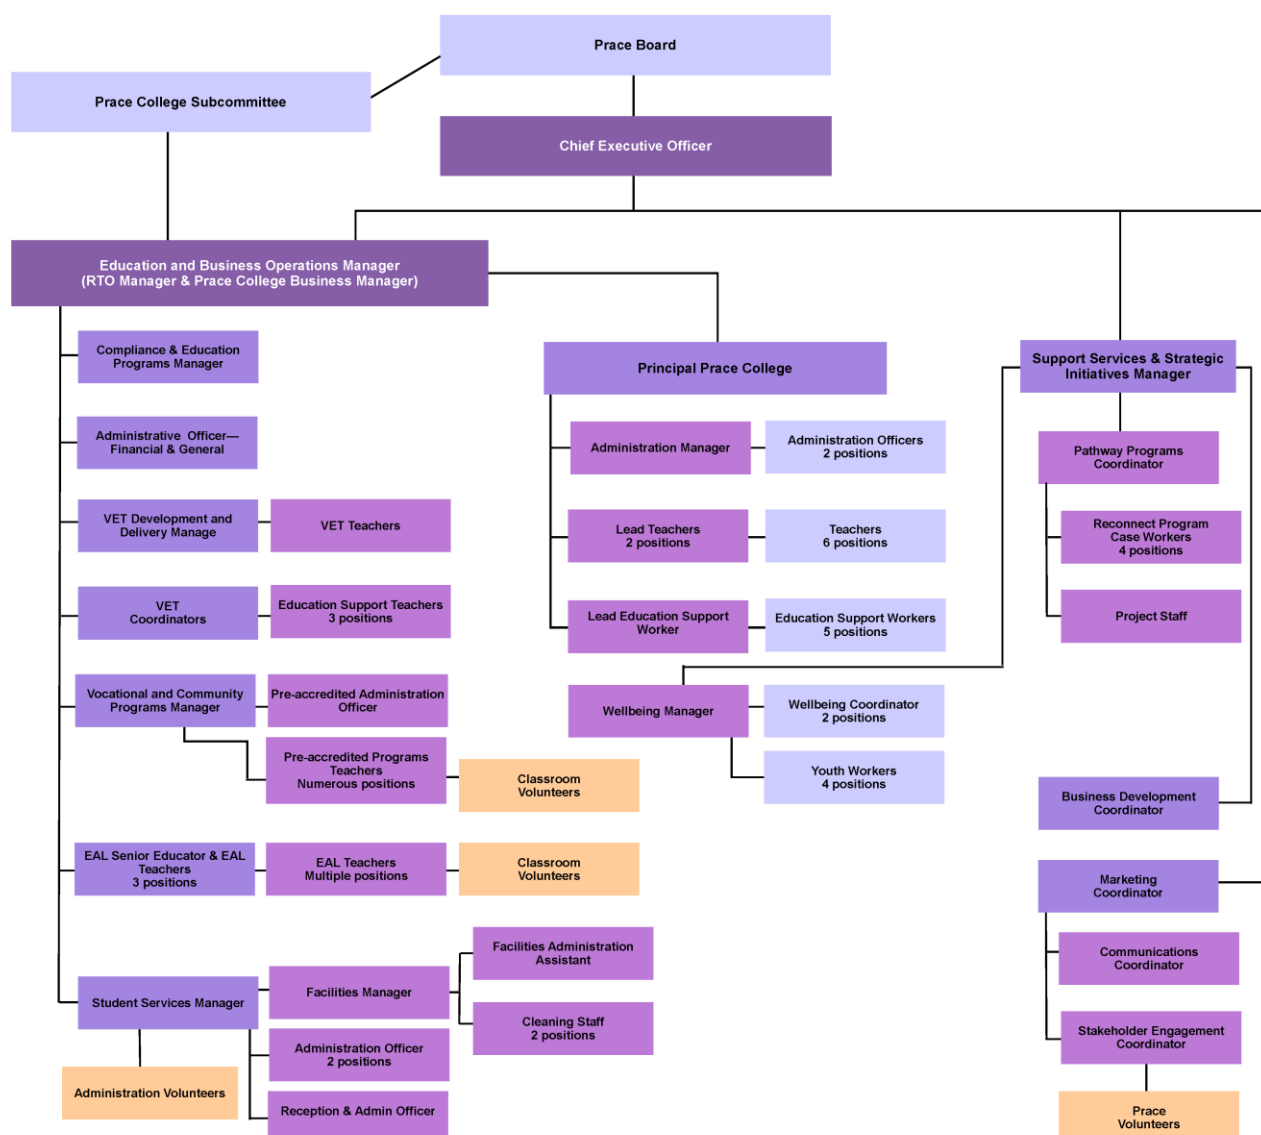 Prace Board
Prace College Subcommittee
Chief Executive Officer
Education and Business Operations Manager
(RTO Manager & Prace College Business Manager)
Compliance & Education
Programs Manager
Administrative Officer—
Financial & General
VET Development and
Delivery Manage
VET Teachers
VET
Coordinators
Education Support Teachers
3 positions
Vocational and Community
Programs Manager
Pre-accredited Administration
Officer
Pre-accredited Programs
Teachers
Numerous positions
Classroom
Volunteers
EAL Senior Educator & EAL
Teachers
3 positions
EAL Teachers
Multiple positions
Classroom
Volunteers
Student Services Manager
Facilities Manager
Facilities Administration
Assistant
Cleaning Staff
2 positions
Administration Officer
2 positions
Reception & Admin Officer
Administration Volunteers
Principal Prace College
Administration Manager
Administration Officers
2 positions
Lead Teachers
2 positions
Teachers
6 positions
Lead Education Support
Worker
Education Support Workers
5 positions
Wellbeing Manager
Wellbeing Coordinator
2 positions
Youth Workers
4 positions
Support Services & Strategic
Initiatives Manager
Pathway Programs
Coordinator
Reconnect Program
Case Workers
4 positions
Project Staff
Business Development
Coordinator
Marketing
Coordinator
Communications
Coordinator
Stakeholder Engagement
Coordinator
Prace
Volunteers